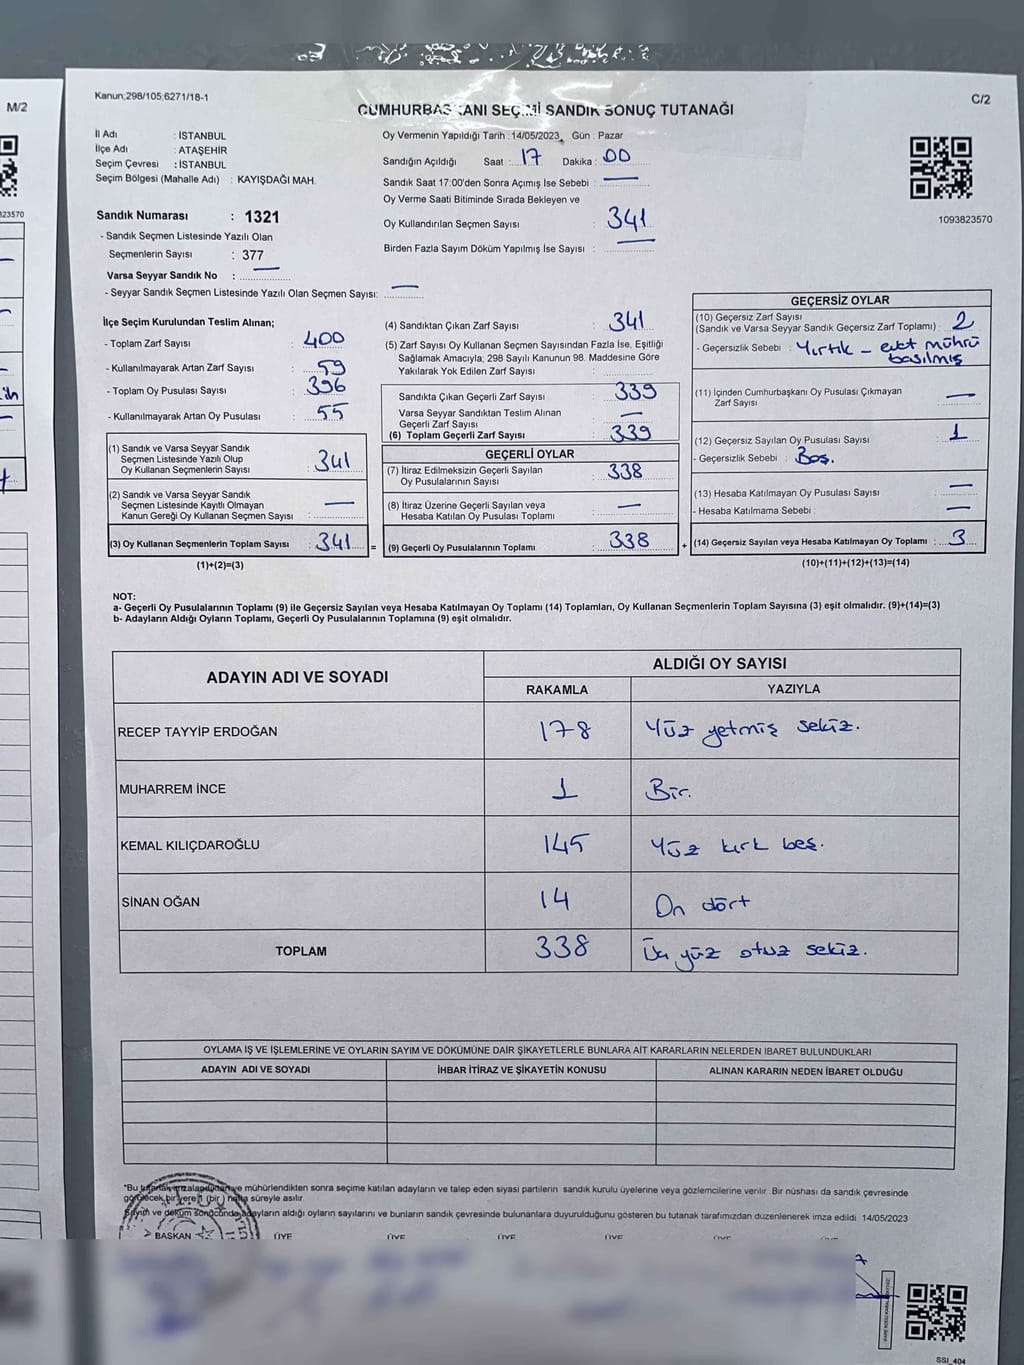 M/2
Kanun;298/105,6271/18-1
C/2
CUMHURBAŞKANI SEÇİMİ SANDIK SONUÇ TUTANAĞI
İl Adı : İSTANBUL
İlçe Adı : ATAŞEHİR
Seçim Çevresi : İSTANBUL
Seçim Bölgesi (Mahalle Adı) : KAYIŞDAĞI MAH.
Oy Vermenin Yapıldığı Tarih :14/05/2023, Gün : Pazar
Sandığın Açıldığı Saat : 17 Dakika : 00
Sandık Saat 17:00'den Sonra Açımış İse Sebebi : —
Oy Verme Saati Bitiminde Sırada Bekleyen ve
Oy Kullandırılan Seçmen Sayısı : 341
Birden Fazla Sayım Döküm Yapılmış İse Sayısı : —
1093823570
323570
Sandık Numarası : 1321
- Sandık Seçmen Listesinde Yazılı Olan
Seçmenlerin Sayısı : 377
Varsa Seyyar Sandık No : —
- Seyyar Sandık Seçmen Listesinde Yazılı Olan Seçmen Sayısı: —
İlçe Seçim Kurulundan Teslim Alınan;
- Toplam Zarf Sayısı : 400
- Kullanılmayarak Artan Zarf Sayısı : 59
- Toplam Oy Pusulası Sayısı : 396
- Kullanılmayarak Artan Oy Pusulası : 55
(1) Sandık ve Varsa Seyyar Sandık
Seçmen Listesinde Yazılı Olup
Oy Kullanan Seçmenlerin Sayısı : 341
(2) Sandık ve Varsa Seyyar Sandık
Seçmen Listesinde Kayıtlı Olmayan
Kanun Gereği Oy Kullanan Seçmen Sayısı : —
(3) Oy Kullanan Seçmenlerin Toplam Sayısı : 341 =
(1)+(2)=(3)
(4) Sandıktan Çıkan Zarf Sayısı : 341
(5) Zarf Sayısı Oy Kullanan Seçmen Sayısından Fazla İse, Eşitliği
Sağlamak Amacıyla; 298 Sayılı Kanunun 98. Maddesine Göre
Yakılarak Yok Edilen Zarf Sayısı :
Sandıkta Çıkan Geçerli Zarf Sayısı : 339
Varsa Seyyar Sandıktan Teslim Alınan
Geçerli Zarf Sayısı : —
(6) Toplam Geçerli Zarf Sayısı : 339
GEÇERLİ OYLAR
(7) İtiraz Edilmeksizin Geçerli Sayılan
Oy Pusulalarının Sayısı : 338
(8) İtiraz Üzerine Geçerli Sayılan veya
Hesaba Katılan Oy Pusulası Toplamı : —
(9) Geçerli Oy Pusulalarının Toplamı : 338 +
GEÇERSİZ OYLAR
(10) Geçersiz Zarf Sayısı
(Sandık ve Varsa Seyyar Sandık Geçersiz Zarf Toplamı) : 2
- Geçersizlik Sebebi : Yırtık – evet mührü
basılmış
(11) İçinden Cumhurbaşkanı Oy Pusulası Çıkmayan
Zarf Sayısı : —
(12) Geçersiz Sayılan Oy Pusulası Sayısı : 1
- Geçersizlik Sebebi : Boş.
(13) Hesaba Katılmayan Oy Pusulası Sayısı : —
- Hesaba Katılmama Sebebi : —
(14) Geçersiz Sayılan veya Hesaba Katılmayan Oy Toplamı : 3
(10)+(11)+(12)+(13)=(14)
NOT:
a- Geçerli Oy Pusulalarının Toplamı (9) ile Geçersiz Sayılan veya Hesaba Katılmayan Oy Toplamı (14) Toplamları, Oy Kullanan Seçmenlerin Toplam Sayısına (3) eşit olmalıdır. (9)+(14)=(3)
b- Adayların Aldığı Oyların Toplamı, Geçerli Oy Pusulalarının Toplamına (9) eşit olmalıdır.
ADAYIN ADI VE SOYADI
ALDIĞI OY SAYISI
RAKAMLA YAZIYLA
RECEP TAYYİP ERDOĞAN 178 Yüz yetmiş sekiz.
MUHARREM İNCE 1 Bir.
KEMAL KILIÇDAROĞLU 145 Yüz kırk beş.
SİNAN OĞAN 14 On dört
TOPLAM 338 Üç yüz otuz sekiz.
OYLAMA İŞ VE İŞLEMLERİNE VE OYLARIN SAYIM VE DÖKÜMÜNE DAİR ŞİKAYETLERLE BUNLARA AİT KARARLARIN NELERDEN İBARET BULUNDUKLARI
ADAYIN ADI VE SOYADI İHBAR İTİRAZ VE ŞİKAYETİN KONUSU ALINAN KARARIN NEDEN İBARET OLDUĞU
*Bu tutanak imzalandıktan ve mühürlendikten sonra seçime katılan adayların ve talep eden siyasi partilerin sandık kurulu üyelerine veya gözlemcilerine verilir. Bir nüshası da sandık çevresinde
görülecek bir yere 1 (bir) hafta süreyle asılır.
Sayım ve döküm sonucunda adayların aldığı oyların sayılarını ve bunların sandık çevresinde bulunanlara duyurulduğunu gösteren bu tutanak tarafımızdan düzenlenerek imza edildi. 14/05/2023
BAŞKAN ÜYE ÜYE ÜYE ÜYE
SSİ_404